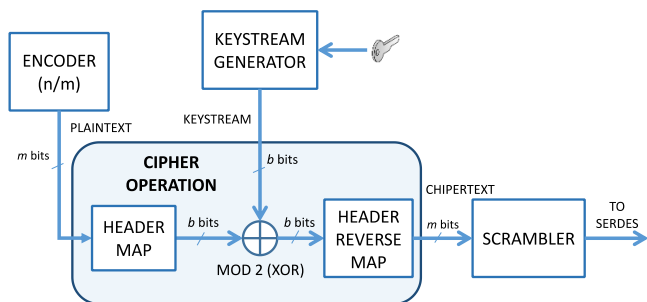 ENCODER
(n/m)
KEYSTREAM
GENERATOR
PLAINTEXT
KEYSTREAM
m bits
CIPHER
OPERATION
b bits
HEADER
MAP
b bits
b bits
MOD 2 (XOR)
HEADER
REVERSE
MAP
CHIPERTEXT
m bits
SCRAMBLER
TO
SERDES